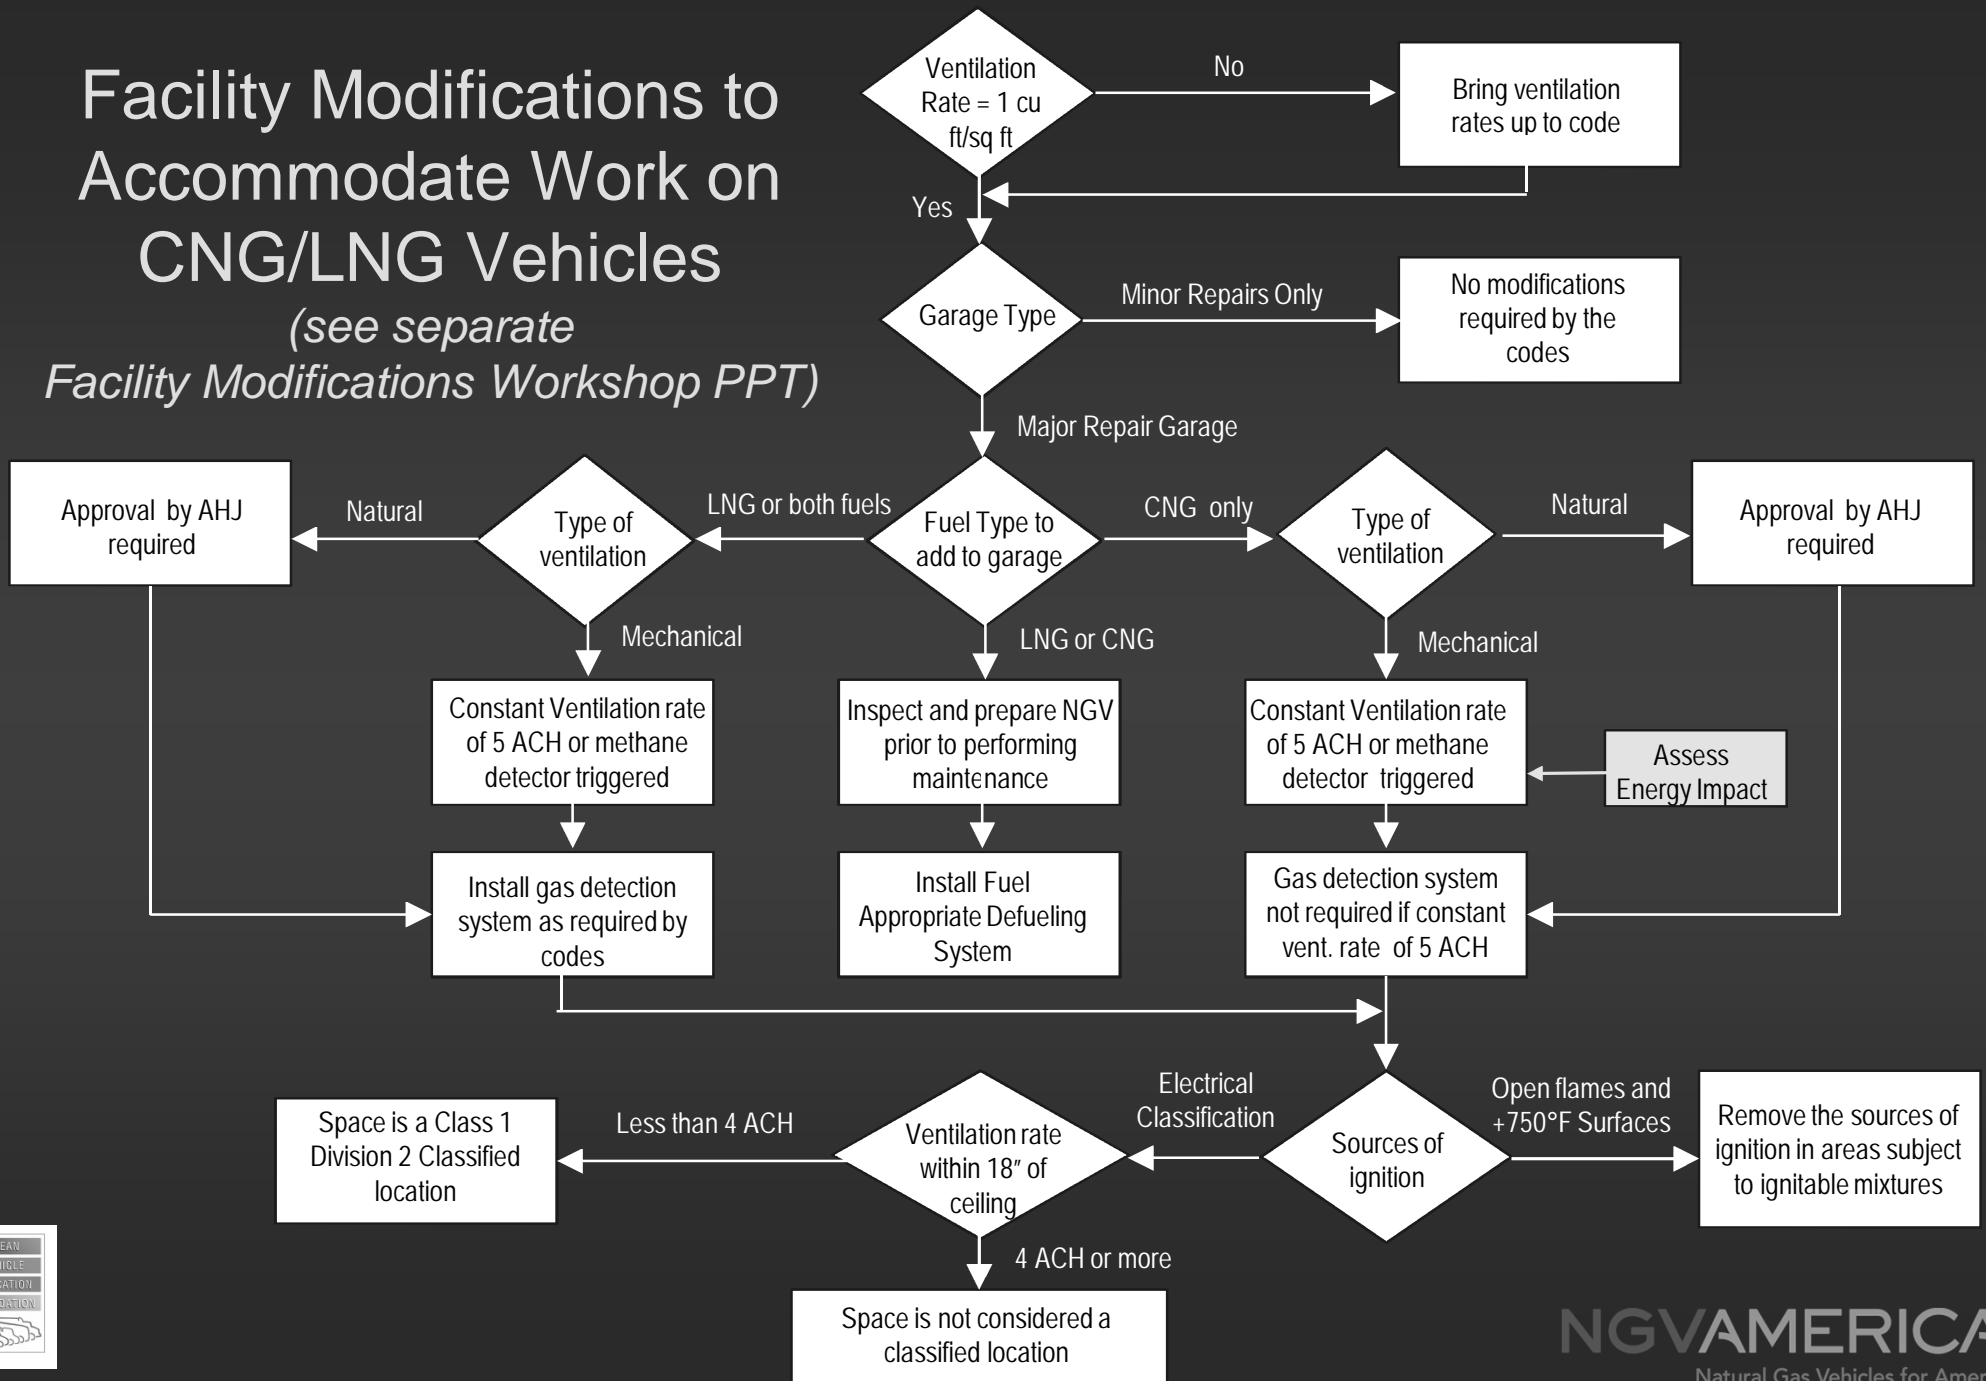 Facility Modifications to
Accommodate Work on
CNG/LNG Vehicles
(see separate
Facility Modifications Workshop PPT)
Ventilation
Rate = 1 cu
ft/sq ft
No
Bring ventilation
rates up to code
Yes
Garage Type
Minor Repairs Only
No modifications
required by the
codes
Major Repair Garage
Approval by AHJ
required
Natural
Type of
ventilation
LNG or both fuels
Fuel Type to
add to garage
CNG only
Type of
ventilation
Natural
Approval by AHJ
required
Mechanical
LNG or CNG
Mechanical
Constant Ventilation rate
of 5 ACH or methane
detector triggered
Inspect and prepare NGV
prior to performing
maintenance
Constant Ventilation rate
of 5 ACH or methane
detector triggered
Assess
Energy Impact
Install gas detection
system as required by
codes
Install Fuel
Appropriate Defueling
System
Gas detection system
not required if constant
vent. rate of 5 ACH
Space is a Class 1
Division 2 Classified
location
Less than 4 ACH
Ventilation rate
within 18" of
ceiling
Electrical
Classification
Sources of
ignition
Open flames and
+750°F Surfaces
Remove the sources of
ignition in areas subject
to ignitable mixtures
4 ACH or more
Space is not considered a
classified location
NGVAMERICA
Natural Gas Vehicles for Amer